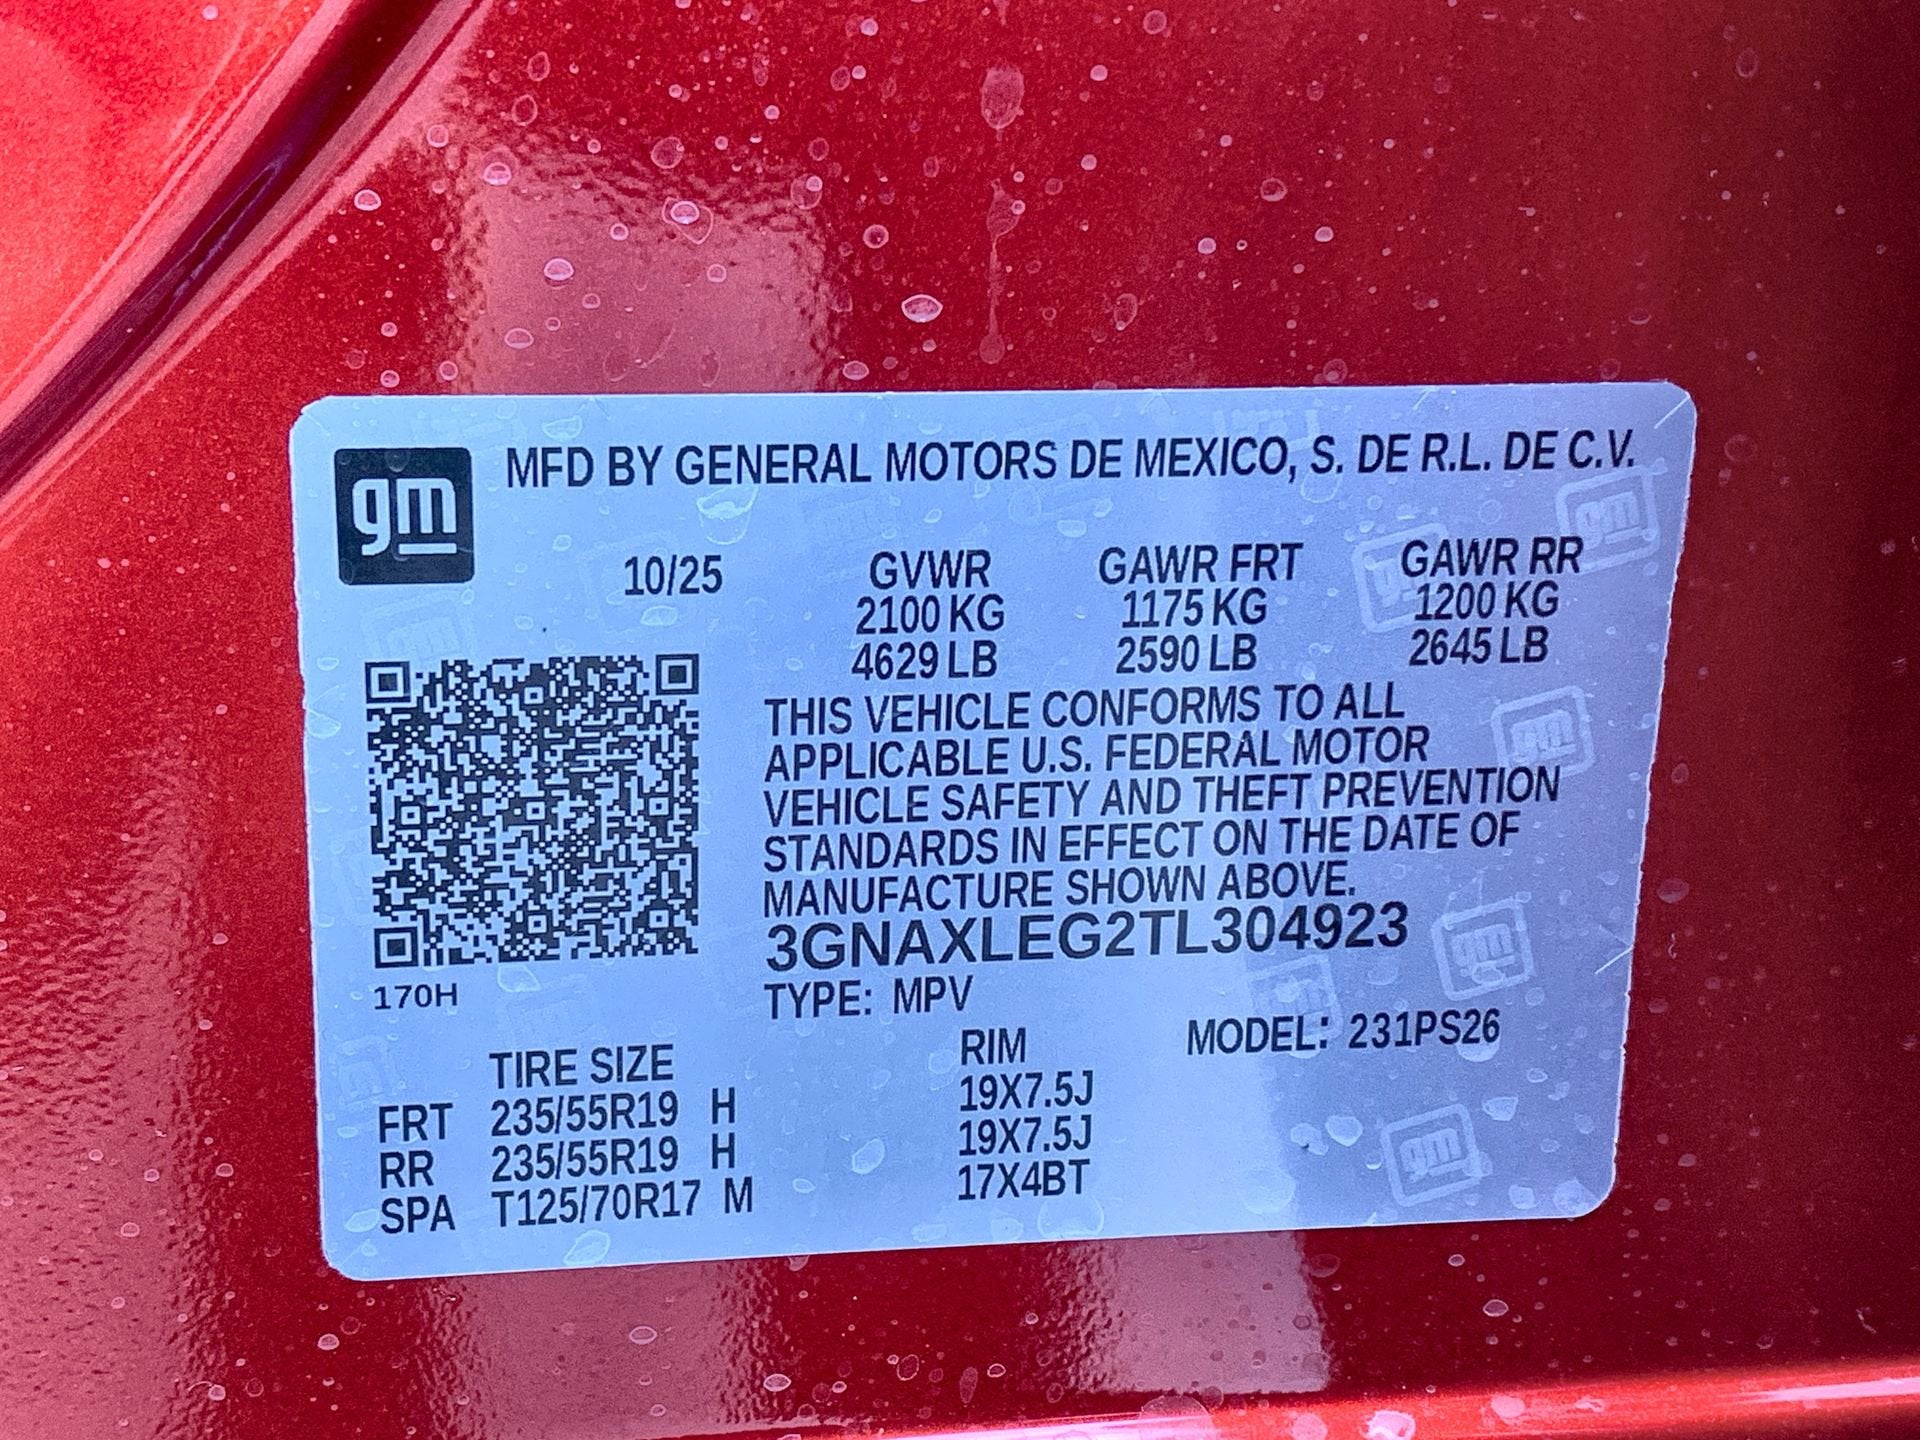 gm
MFD BY GENERAL MOTORS DE MEXICO, S. DE R.L. DE C.V.
10/25 GVWR GAWR FRT GAWR RR
2100 KG 1175 KG 1200 KG
4629 LB 2590 LB 2645 LB
THIS VEHICLE CONFORMS TO ALL
APPLICABLE U.S. FEDERAL MOTOR
VEHICLE SAFETY AND THEFT PREVENTION
STANDARDS IN EFFECT ON THE DATE OF
MANUFACTURE SHOWN ABOVE.
3GNAXLEG2TL304923
170H
TYPE: MPV
MODEL: 231PS26
TIRE SIZE RIM
FRT 235/55R19 H 19X7.5J
RR 235/55R19 H 19X7.5J
SPA T125/70R17 M 17X4BT